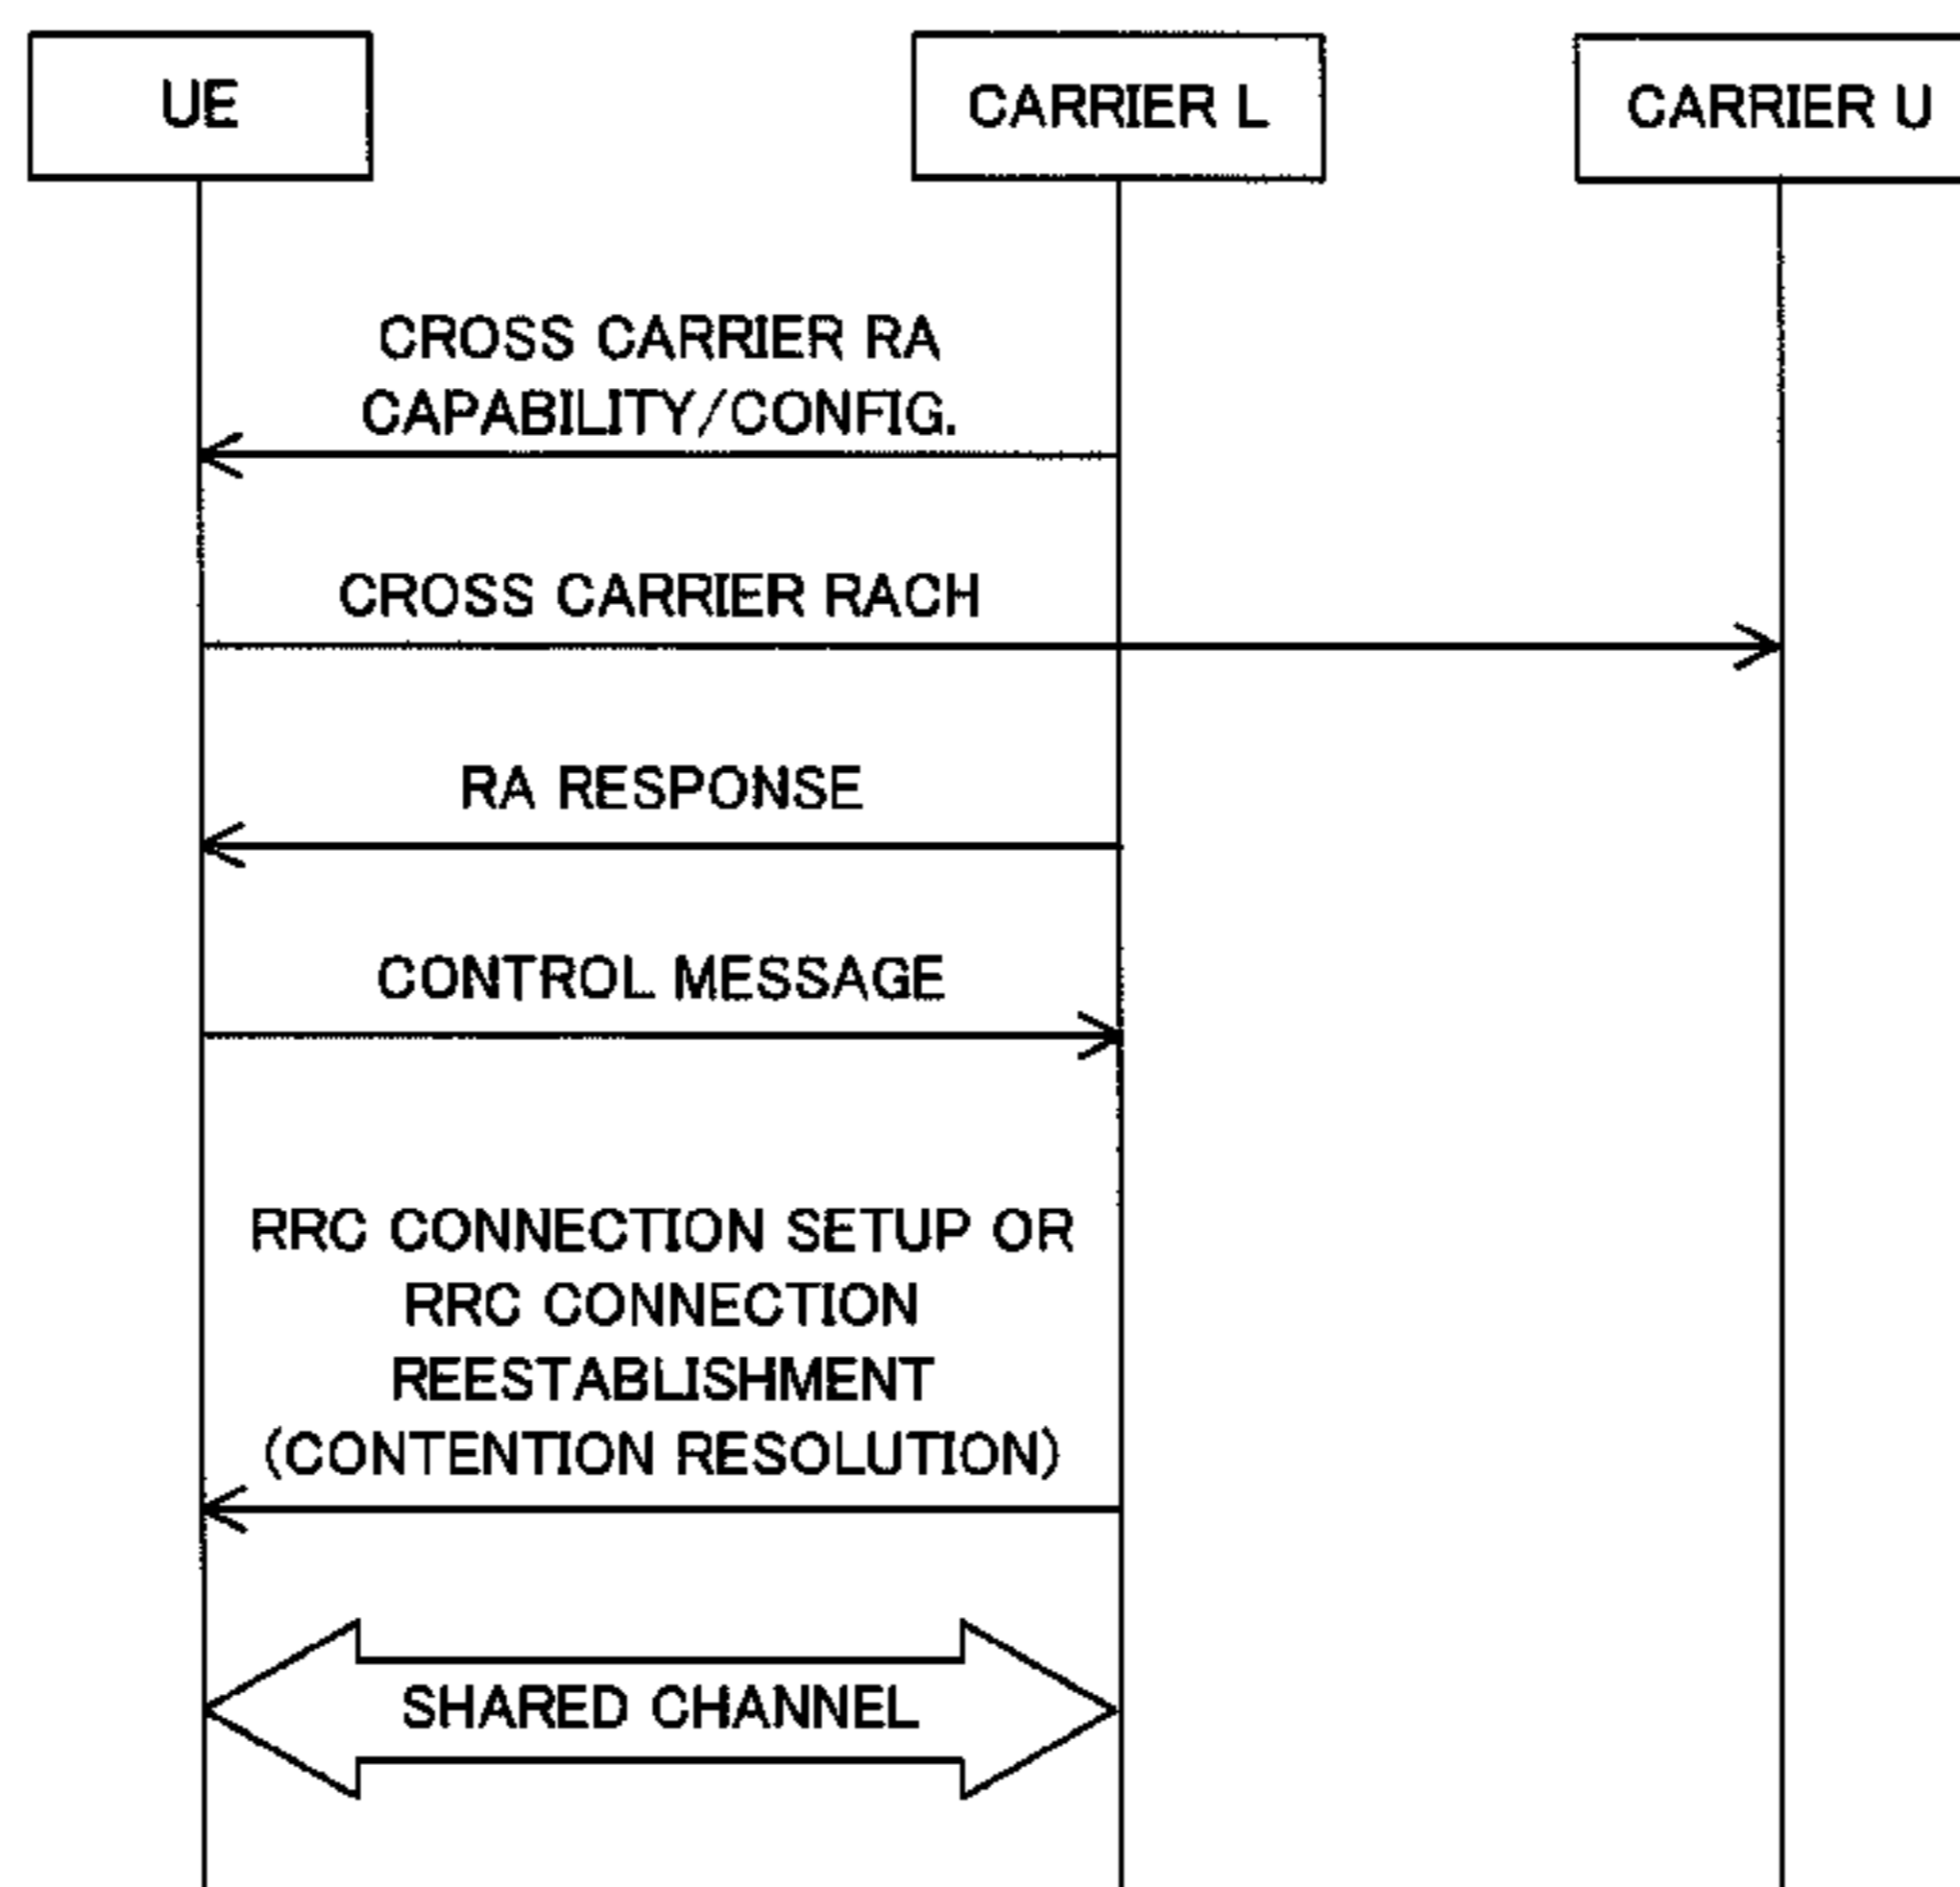 UE
CARRIER L
CARRIER U
CROSS CARRIER RA
CAPABILITY/CONFIG.
CROSS CARRIER RACH
RA RESPONSE
CONTROL MESSAGE
RRC CONNECTION SETUP OR
RRC CONNECTION
REESTABLISHMENT
(CONTENTION RESOLUTION)
SHARED CHANNEL